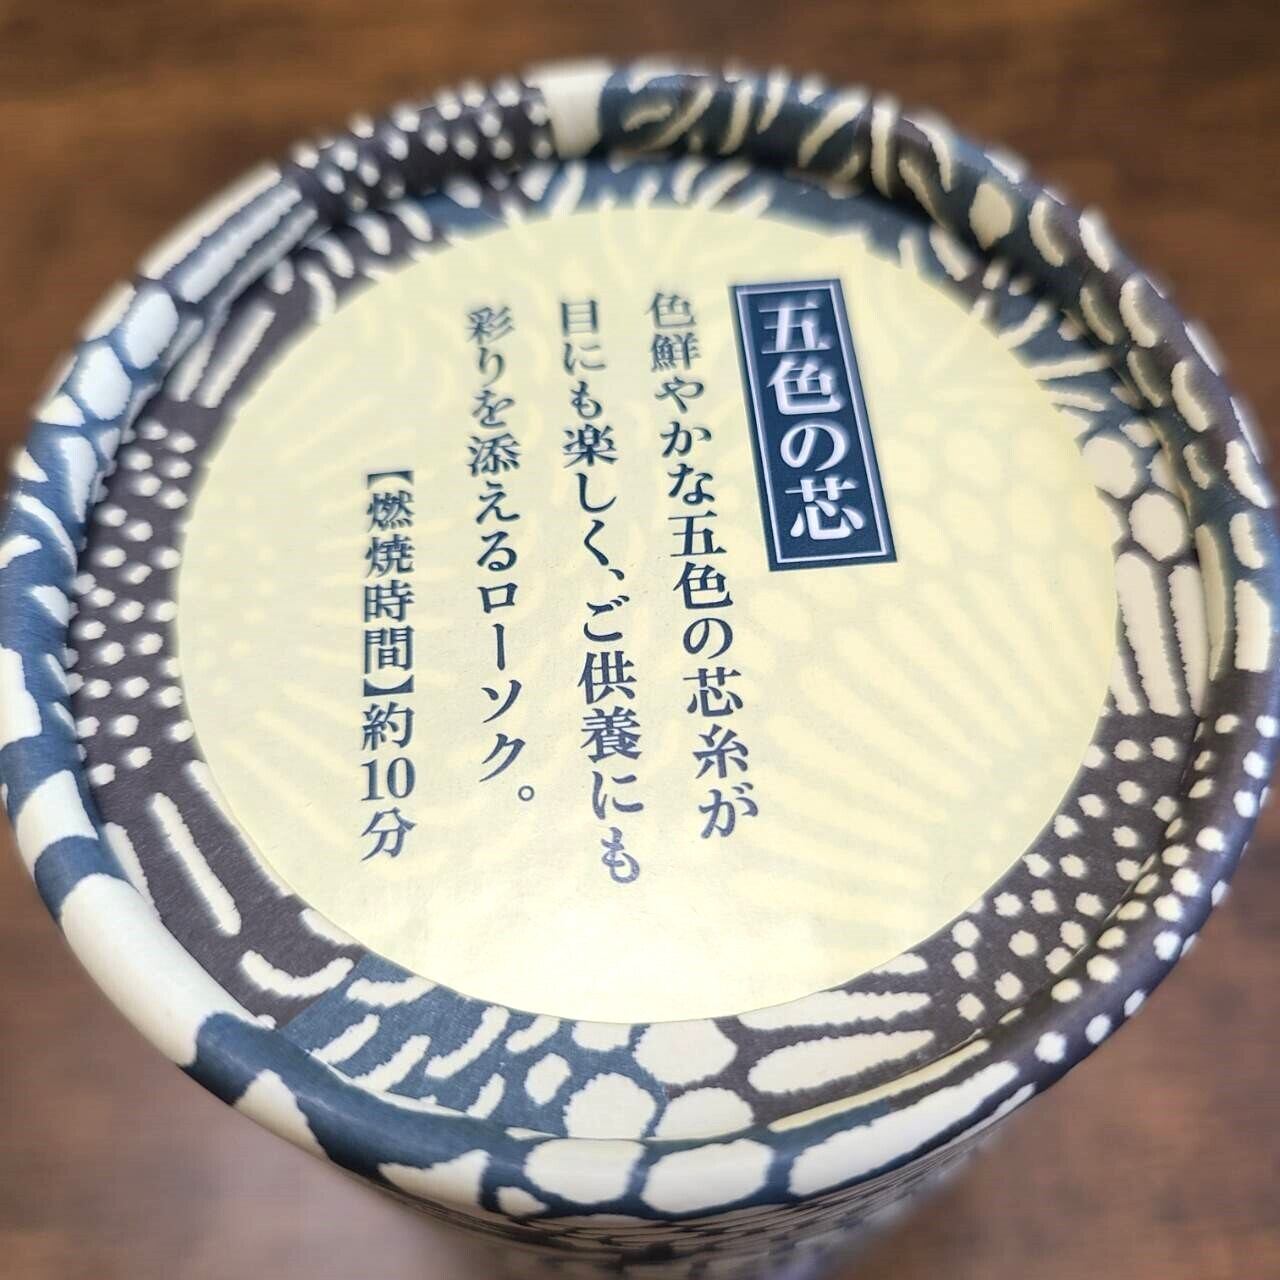 五色の芯
色鮮やかな五色の芯糸が
目にも楽しく、ご供養にも
彩りを添えるローソク。
【燃焼時間】約10分